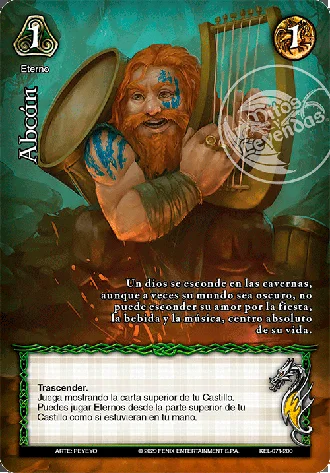 1
1
Eterno
Abcán
Mitos
Leyendas
Un dios se esconde en las cavernas,
aunque a veces su mundo sea oscuro, no
puede esconder su amor por la fiesta,
la bebida y la música, centro absoluto
de su vida.
Trascender.
Juega mostrando la carta superior de tu Castillo.
Puedes jugar Eternos desde la parte superior de tu
Castillo como si estuvieran en tu mano.
ARTE: PEYEYO
© 2020 FENIX ENTERTAINMENT S.P.A.